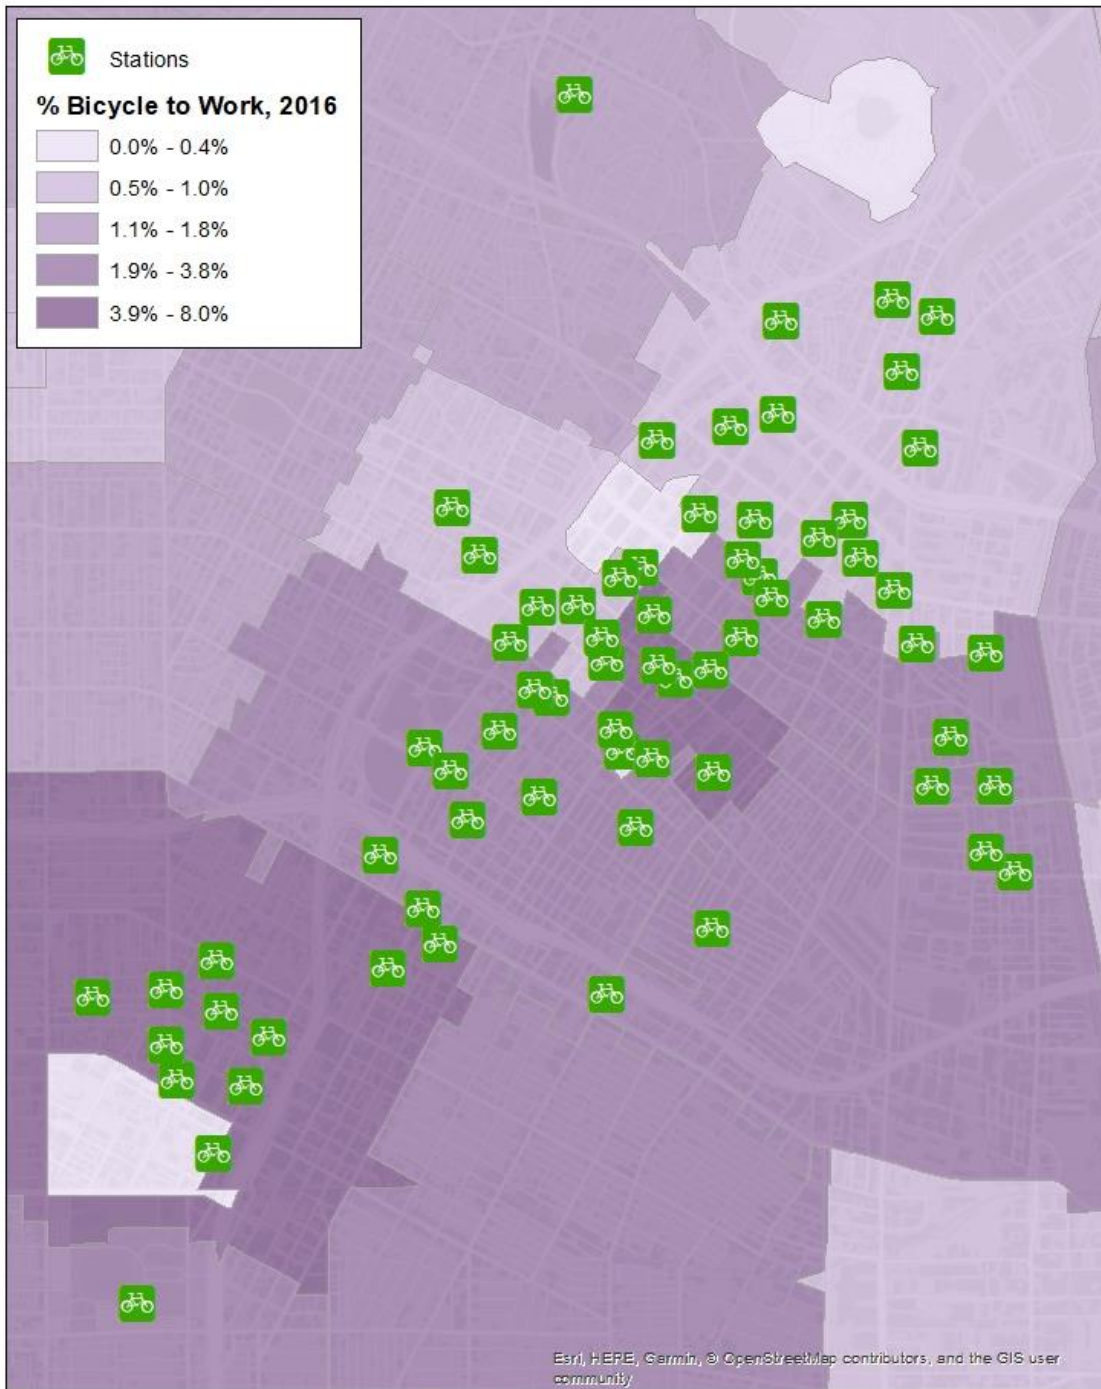 Stations
% Bicycle to Work, 2016
0.0% - 0.4%
0.5% - 1.0%
1.1% - 1.8%
1.9% - 3.8%
3.9% - 8.0%
Esri, HERE, Garmin, © OpenStreetMap contributors, and the GIS user
community